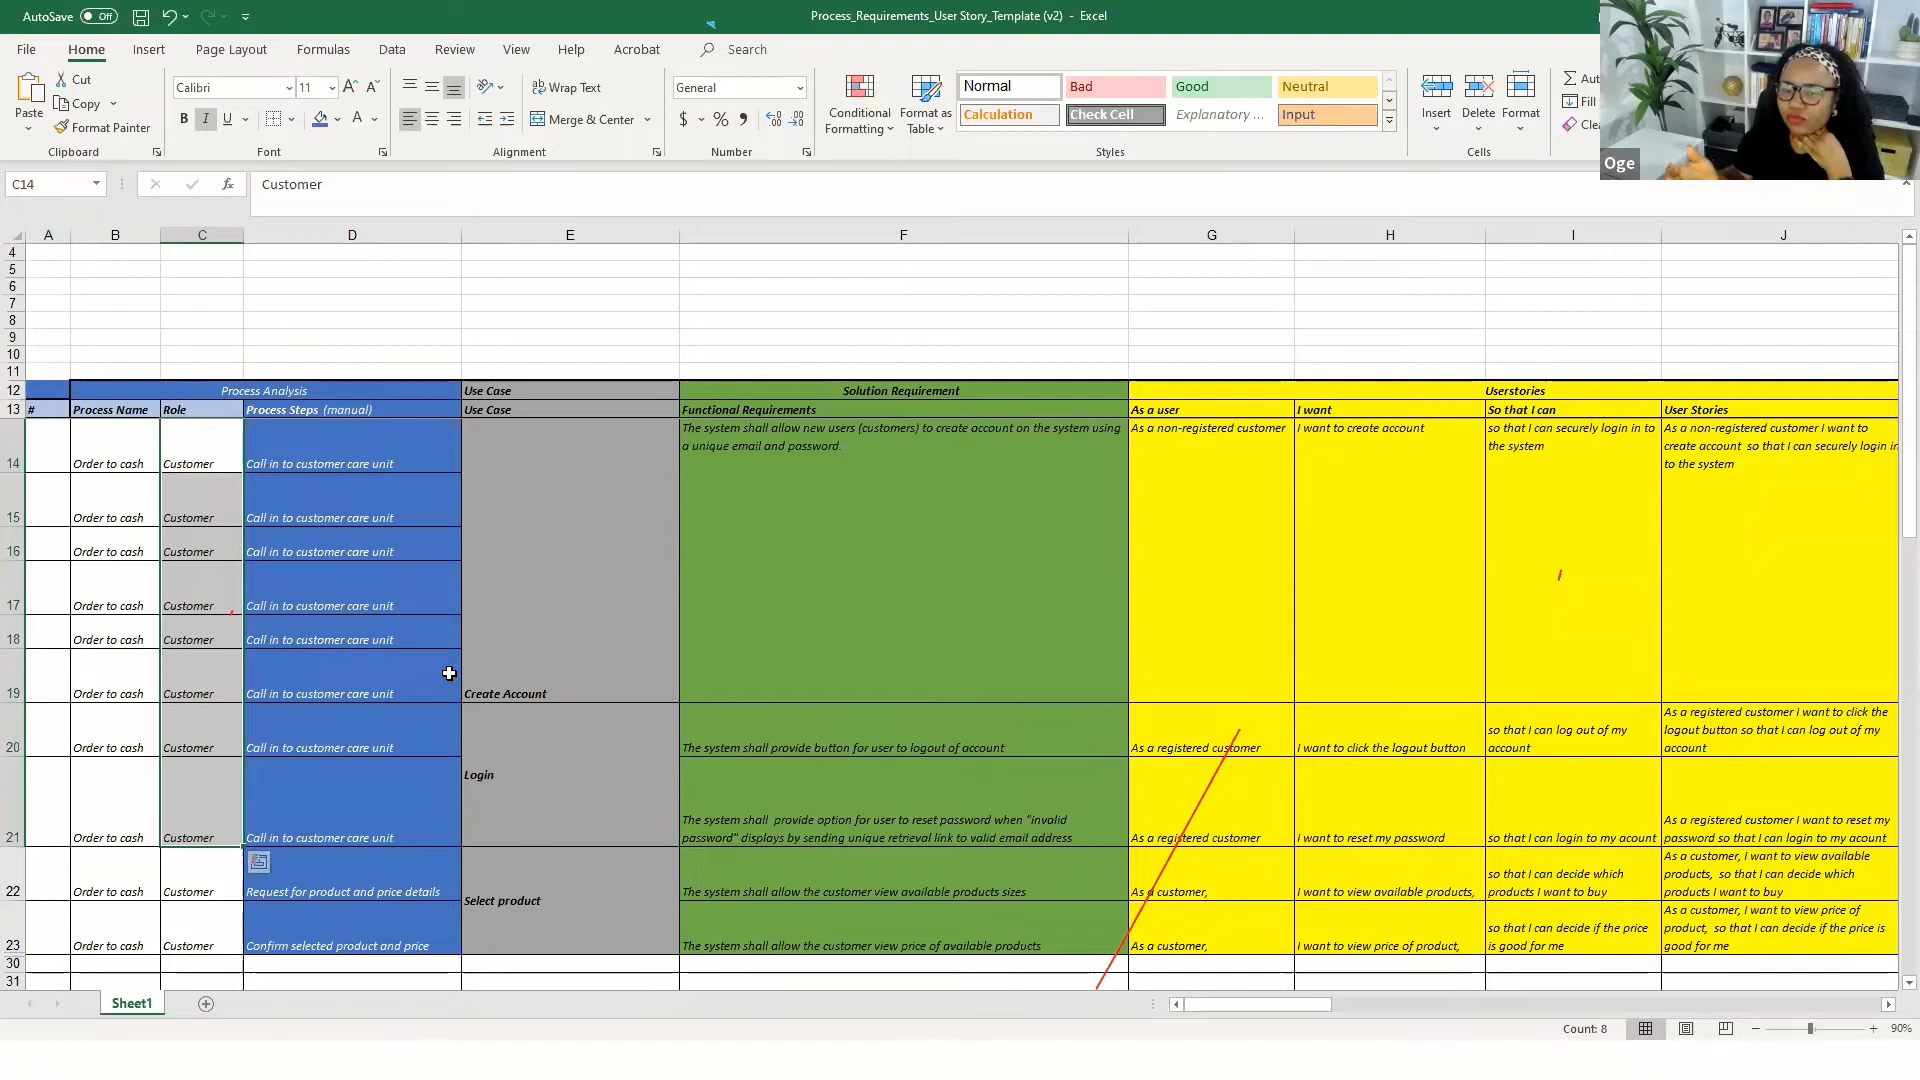 AutoSave Off Process_Requirements_User Story_Template (v2) - Excel
File Home Insert Page Layout Formulas Data Review View Help Acrobat Search
Cut
Copy
Format Painter
Paste
Clipboard
Calibri 11
B I U
Font
Wrap Text
Merge & Center
Alignment
General
$ % ,
Number
Conditional
Formatting
Format as
Table
Normal Bad Good Neutral
Calculation Check Cell Explanatory ... Input
Styles
Insert Delete Format
Cells
Fill
Oge
C14 fx Customer
A B C D E F G H I J
4
5
6
7
8
9
10
11
12 Process Analysis Use Case Solution Requirement Userstories
13 # Process Name Role Process Steps (manual) Use Case Functional Requirements As a user I want So that I can User Stories
The system shall allow new users (customers) to create account on the system using As a non-registered customer I want to create account so that I can securely login in to As a non-registered customer I want to
a unique email and password. the system create account so that I can securely login in
14 Order to cash Customer Call in to customer care unit to the system
15 Order to cash Customer Call in to customer care unit
16 Order to cash Customer Call in to customer care unit
17 Order to cash Customer Call in to customer care unit
18 Order to cash Customer Call in to customer care unit
19 Order to cash Customer Call in to customer care unit Create Account
As a registered customer I want to click the
so that I can log out of my logout button so that I can log out of my
20 Order to cash Customer Call in to customer care unit The system shall provide button for user to logout of account As a registered customer I want to click the logout button account account
Login
The system shall provide option for user to reset password when "invalid As a registered customer I want to reset my
21 Order to cash Customer Call in to customer care unit password" displays by sending unique retrieval link to valid email address As a registered customer I want to reset my password so that I can login to my acount password so that I can login to my acount
As a customer, I want to view available
so that I can decide which products, so that I can decide which
22 Order to cash Customer Request for product and price details The system shall allow the customer view available products sizes As a customer, I want to view available products, products I want to buy products I want to buy
Select product
As a customer, I want to view price of
so that I can decide if the price product, so that I can decide if the price is
23 Order to cash Customer Confirm selected product and price The system shall allow the customer view price of available products As a customer, I want to view price of product, is good for me good for me
30
31
Sheet1
Count: 8 90%